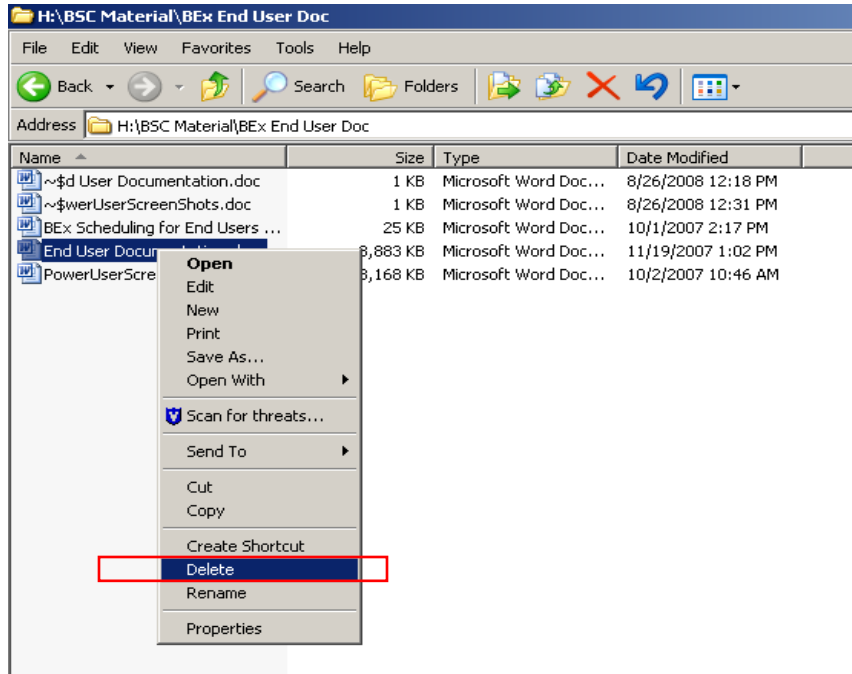 H:\BSC Material\BEx End User Doc
File Edit View Favorites Tools Help
Back Search Folders
Address H:\BSC Material\BEx End User Doc
Name Size Type Date Modified
~$d User Documentation.doc 1 KB Microsoft Word Doc... 8/26/2008 12:18 PM
~$werUserScreenShots.doc 1 KB Microsoft Word Doc... 8/26/2008 12:31 PM
BEx Scheduling for End Users ... 25 KB Microsoft Word Doc... 10/1/2007 2:17 PM
End User 8,883 KB Microsoft Word Doc... 11/19/2007 1:02 PM
PowerUserScre ,168 KB Microsoft Word Doc... 10/2/2007 10:46 AM
Open
Edit
New
Print
Save As...
Open With
Scan for threats...
Send To
Cut
Copy
Create Shortcut
Delete
Rename
Properties